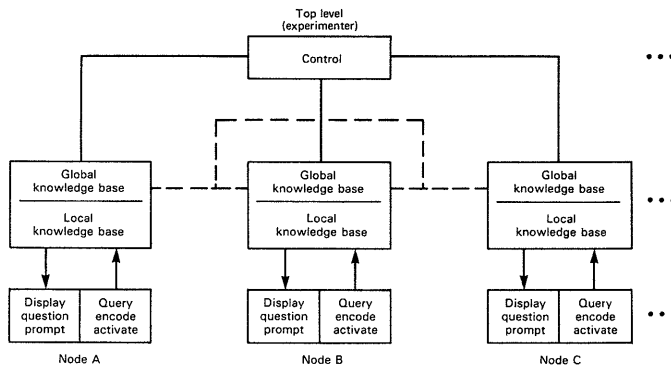 Top level
(experimenter)
Control
Global
knowledge base
Local
knowledge base
Global
knowledge base
Local
knowledge base
Global
knowledge base
Local
knowledge base
Display
question
prompt
Query
encode
activate
Display
question
prompt
Query
encode
activate
Display
question
prompt
Query
encode
activate
Node A
Node B
Node C